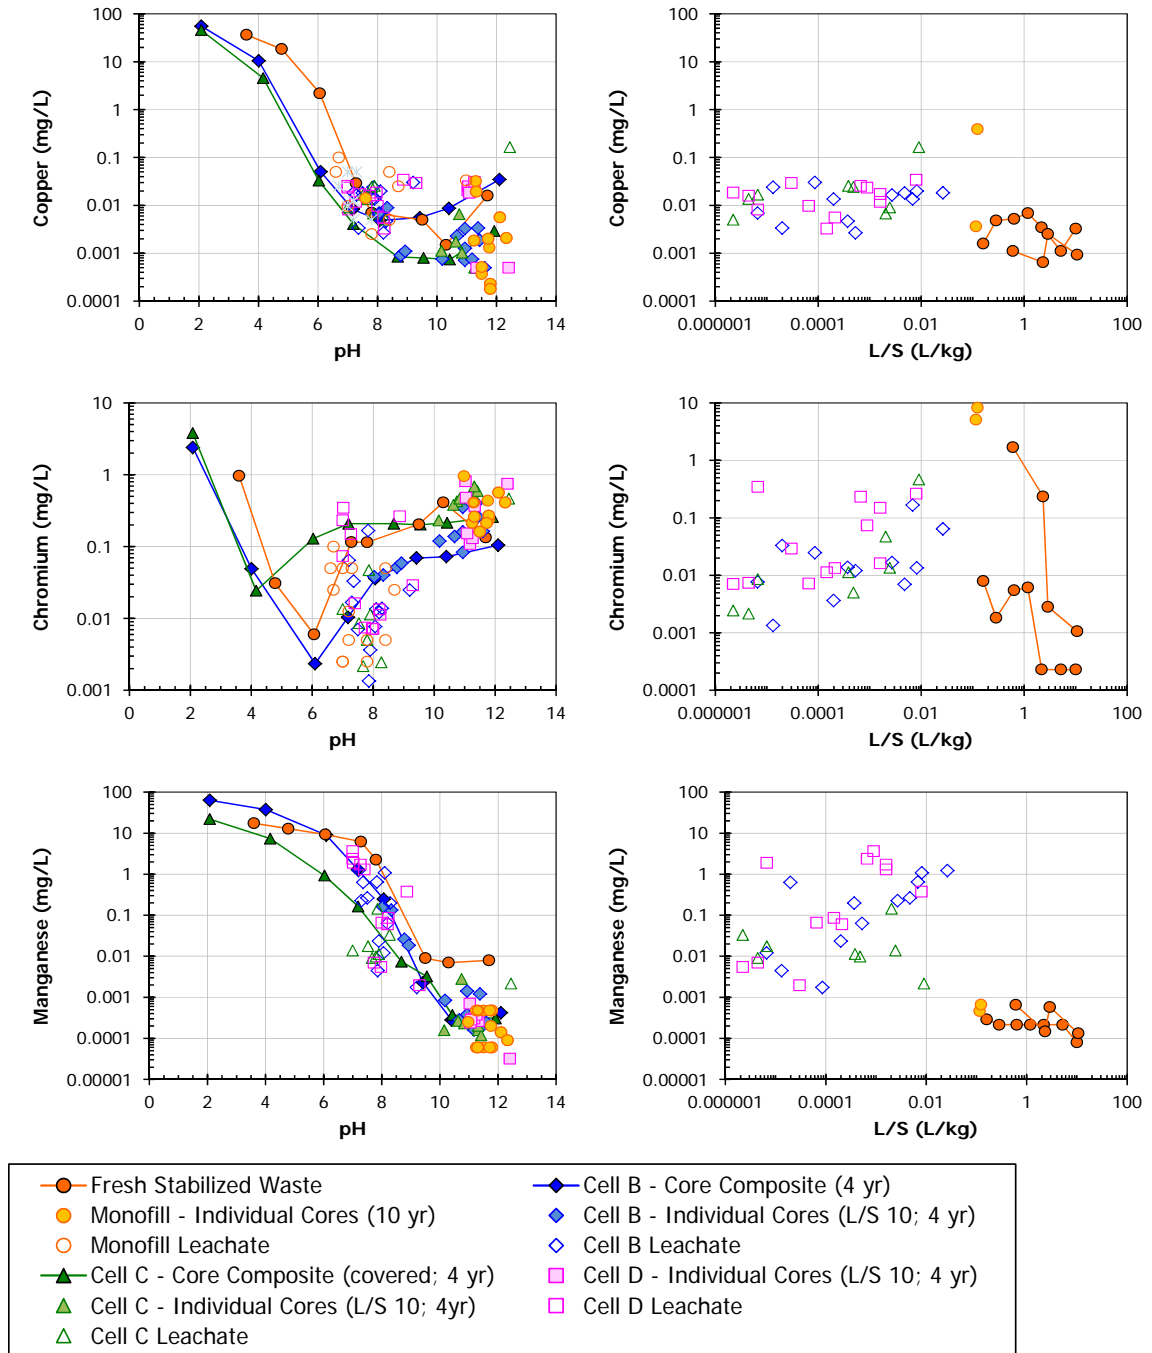 Copper (mg/L)
100
10
1
0.1
0.01
0.001
0.0001
0 2 4 6 8 10 12 14
pH
Copper (mg/L)
100
10
1
0.1
0.01
0.001
0.0001
0.000001 0.0001 0.01 1 100
L/S (L/kg)
Chromium (mg/L)
10
1
0.1
0.01
0.001
0 2 4 6 8 10 12 14
pH
Chromium (mg/L)
10
1
0.1
0.01
0.001
0.0001
0.000001 0.0001 0.01 1 100
L/S (L/kg)
Manganese (mg/L)
100
10
1
0.1
0.01
0.001
0.0001
0.00001
0 2 4 6 8 10 12 14
pH
Manganese (mg/L)
100
10
1
0.1
0.01
0.001
0.0001
0.00001
0.000001 0.0001 0.01 1 100
L/S (L/kg)
Fresh Stabilized Waste
Monofill - Individual Cores (10 yr)
Monofill Leachate
Cell C - Core Composite (covered; 4 yr)
Cell C - Individual Cores (L/S 10; 4yr)
Cell C Leachate
Cell B - Core Composite (4 yr)
Cell B - Individual Cores (L/S 10; 4 yr)
Cell B Leachate
Cell D - Individual Cores (L/S 10; 4 yr)
Cell D Leachate